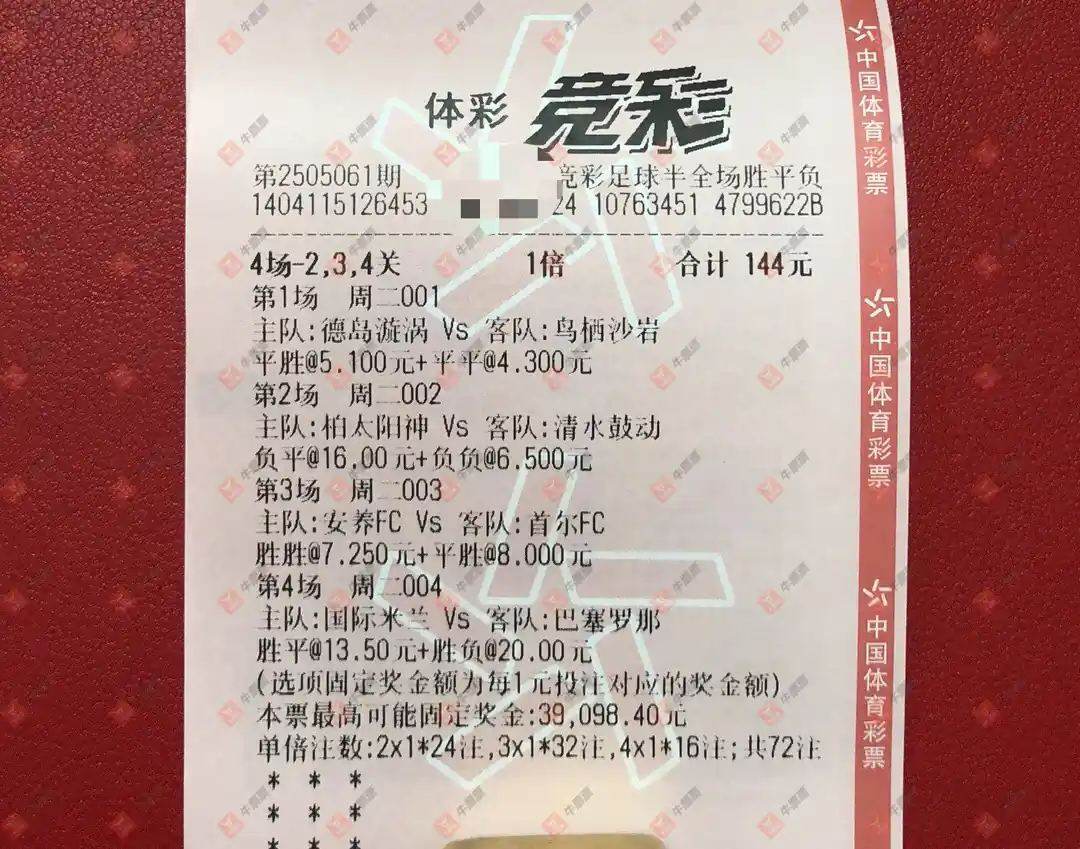 体彩 竞彩
第2505061期 竞彩足球半全场胜平负
1404115126453 24 10763451 4799622B
4场-2,3,4关 1倍 合计 144元
第1场 周二001
主队:德岛漩涡 Vs 客队:鸟栖沙岩
平胜@5.100元+平平@4.300元
第2场 周二002
主队:柏太阳神 Vs 客队:清水鼓动
负平@16.00元+负负@6.500元
第3场 周二003
主队:安养FC Vs 客队:首尔FC
胜胜@7.250元+平胜@8.000元
第4场 周二004
主队:国际米兰 Vs 客队:巴塞罗那
胜平@13.50元+胜负@20.00元
(选项固定奖金额为每1元投注对应的奖金额)
本票最高可能固定奖金:39,098.40元
单倍注数:2x1*24注,3x1*32注,4x1*16注;共72注
* * *
* * *
* * *
中国体育彩票
中国体育彩票
中国体育彩票